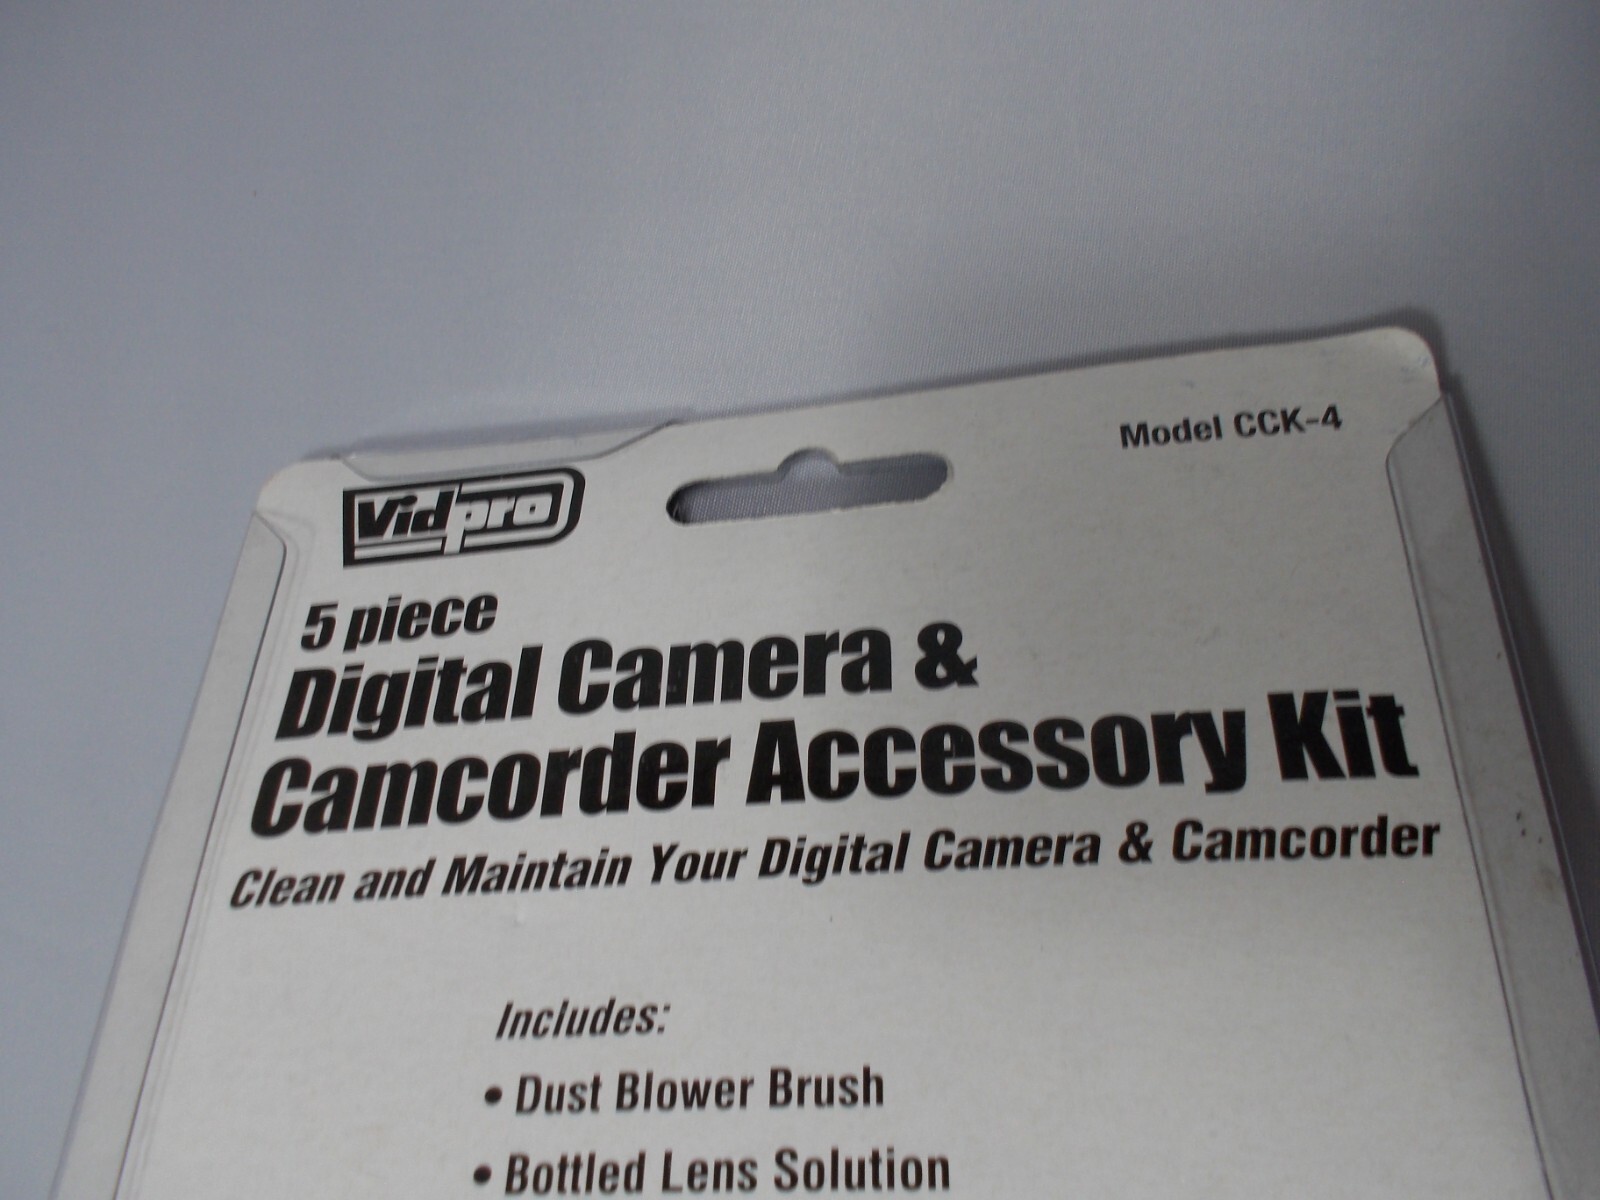 Model CCK-4
Vidpro
5 piece
Digital Camera &
Camcorder Accessory Kit
Clean and Maintain Your Digital Camera & Camcorder
Includes:
• Dust Blower Brush
• Bottled Lens Solution